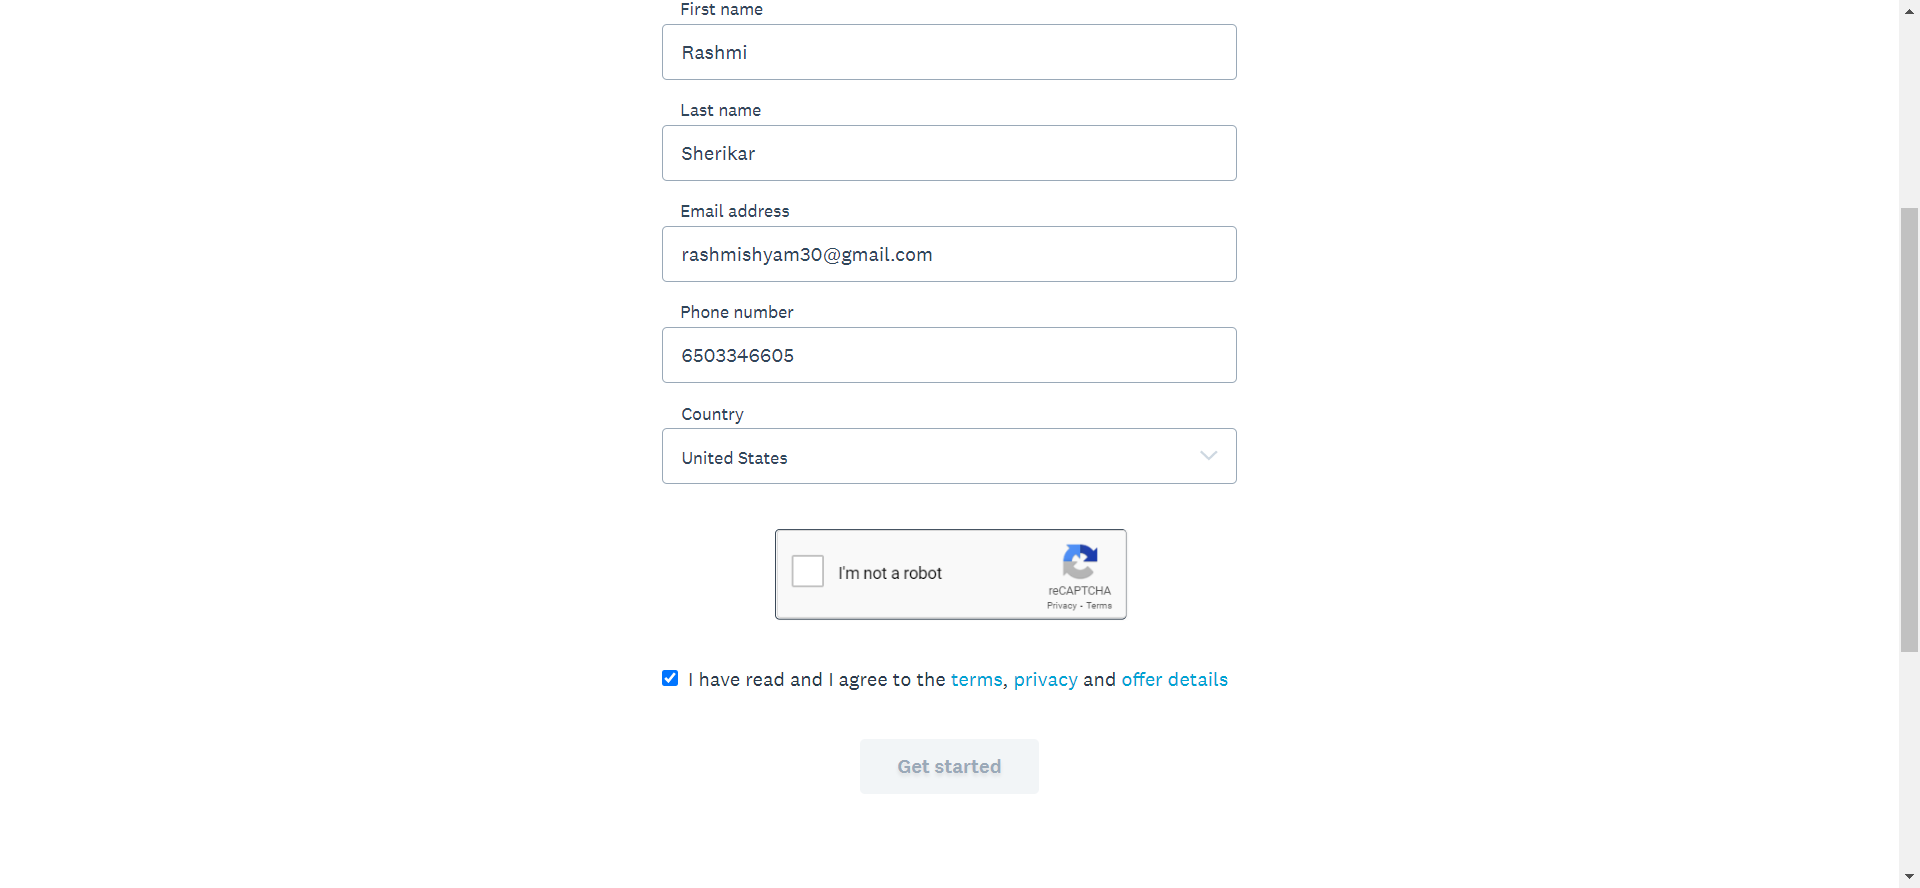 First name
Rashmi
Last name
Sherikar
Email address
rashmishyam30@gmail.com
Phone number
6503346605
Country
United States
I'm not a robot
reCAPTCHA
Privacy - Terms
I have read and I agree to the terms, privacy and offer details
Get started